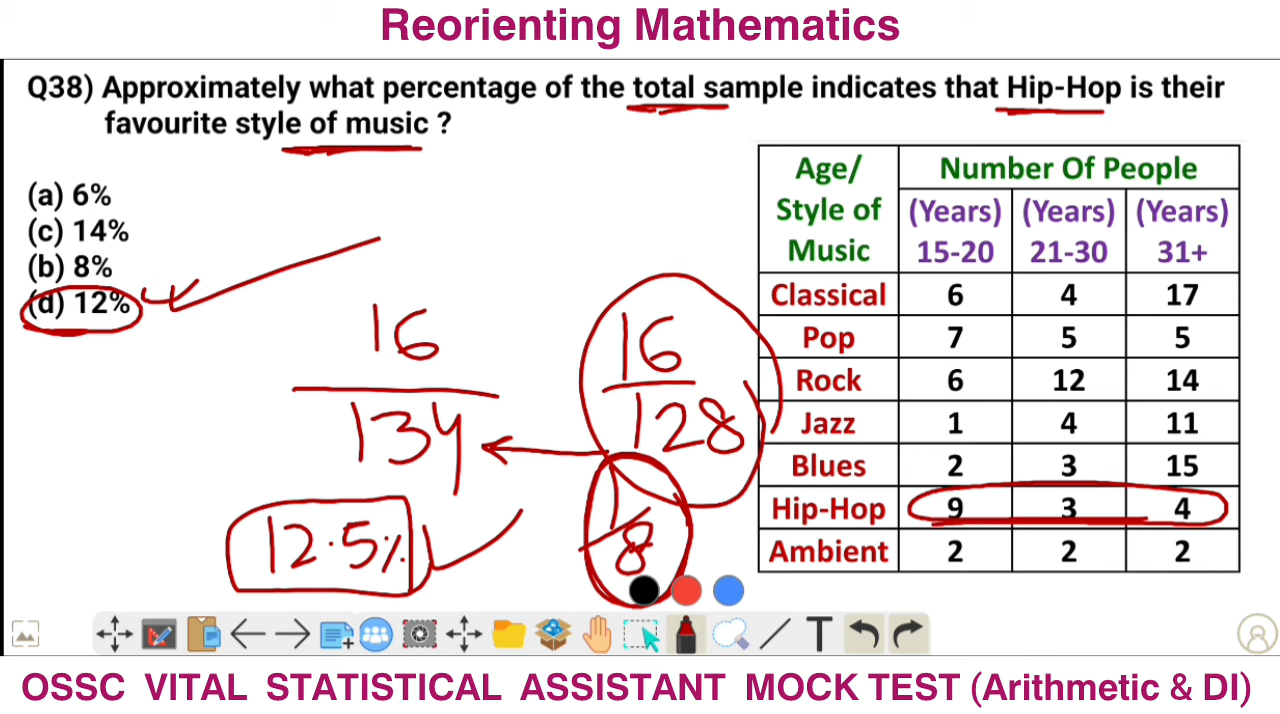 Reorienting Mathematics
Q38) Approximately what percentage of the total sample indicates that Hip-Hop is their
favourite style of music ?
(a) 6%
(c) 14%
(b) 8%
(d) 12%
16
134
12.5%
16
128
1
8
Age/ Style of Music Number Of People
(Years) 15-20 (Years) 21-30 (Years) 31+
Classical 6 4 17
Pop 7 5 5
Rock 6 12 14
Jazz 1 4 11
Blues 2 3 15
Hip-Hop 9 3 4
Ambient 2 2 2
T
OSSC VITAL STATISTICAL ASSISTANT MOCK TEST (Arithmetic & DI)